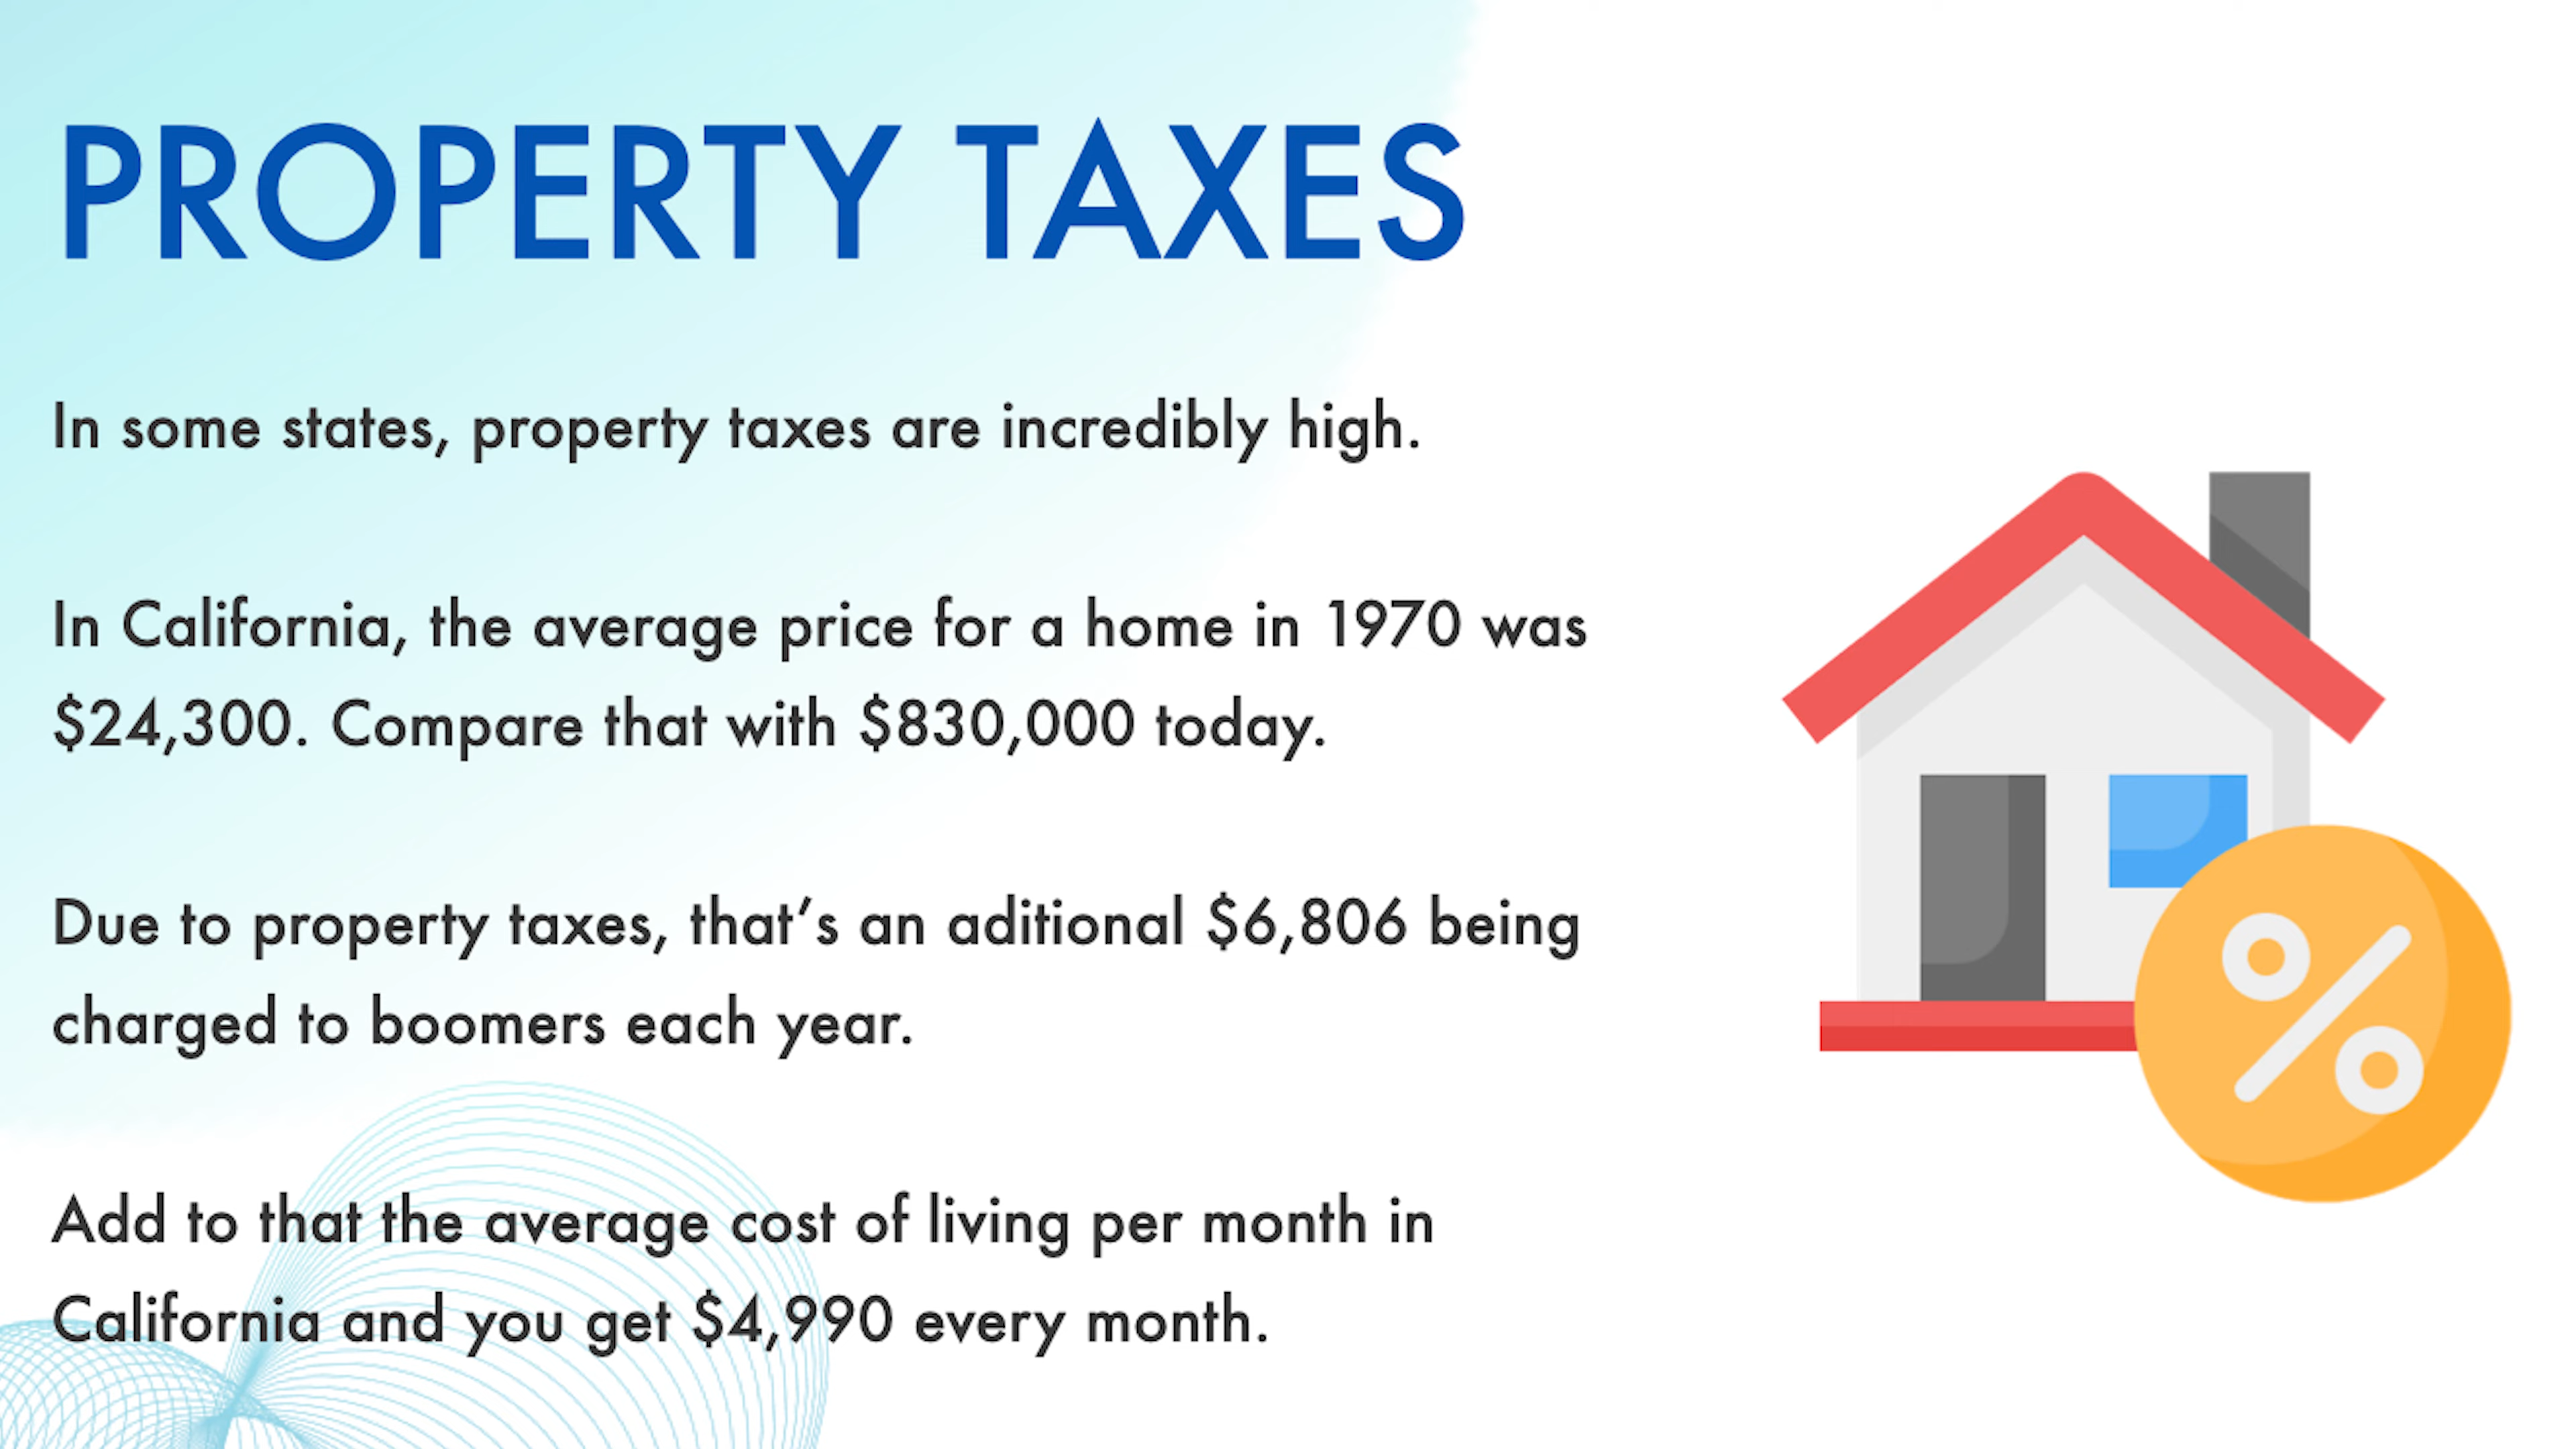 PROPERTY TAXES
In some states, property taxes are incredibly high.
In California, the average price for a home in 1970 was
$24,300. Compare that with $830,000 today.
Due to property taxes, that’s an aditional $6,806 being
charged to boomers each year.
Add to that the average cost of living per month in
California and you get $4,990 every month.
%